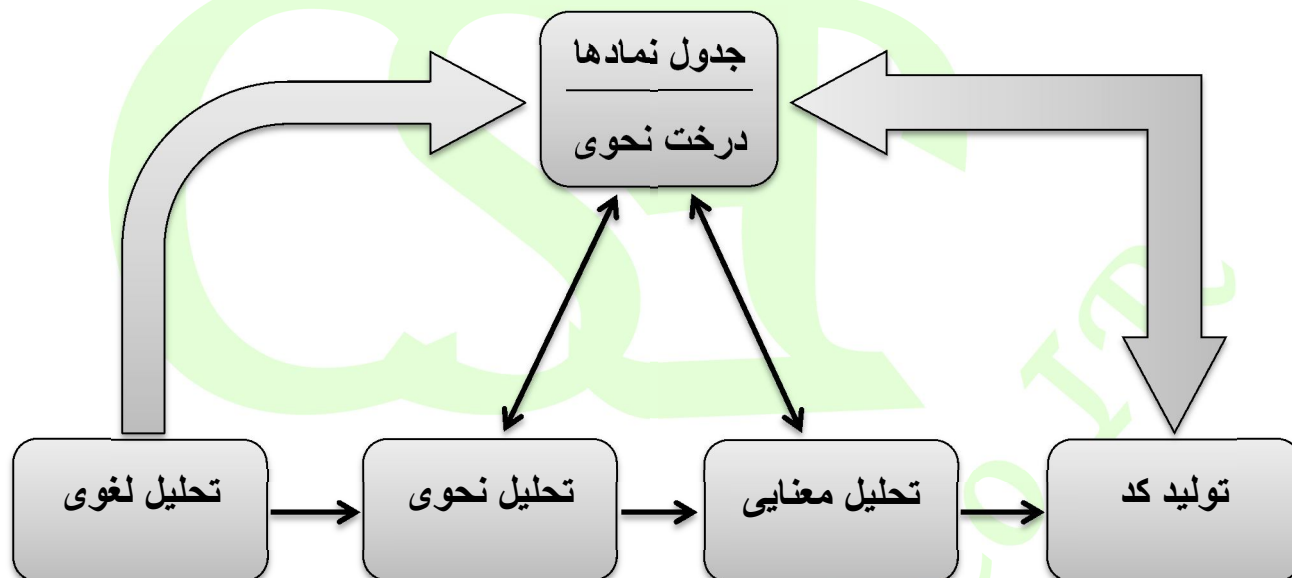 جدول نمادها
درخت نحوی
تحلیل لغوی
تحلیل نحوی
تحلیل معنایی
تولید کد